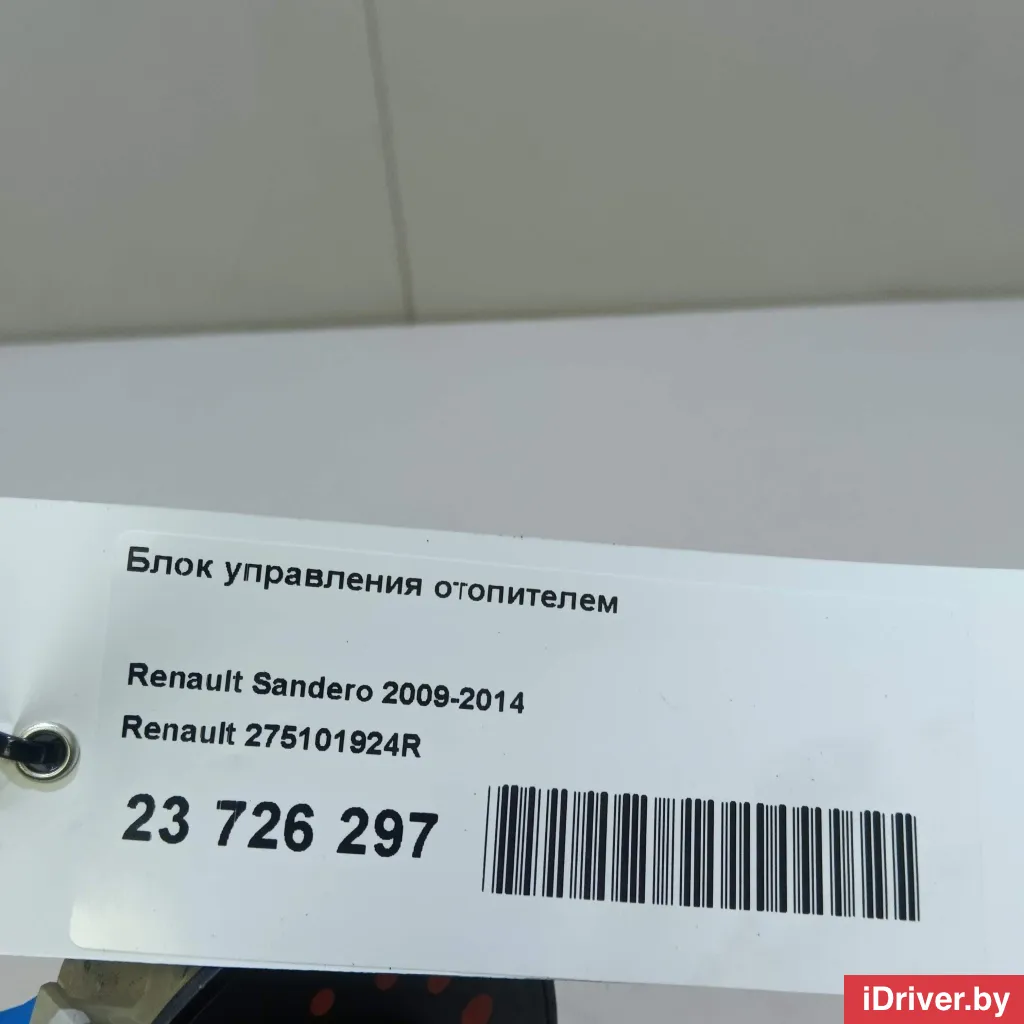 Блок управления отопителем
Renault Sandero 2009-2014
Renault 275101924R
23 726 297
iDriver.by